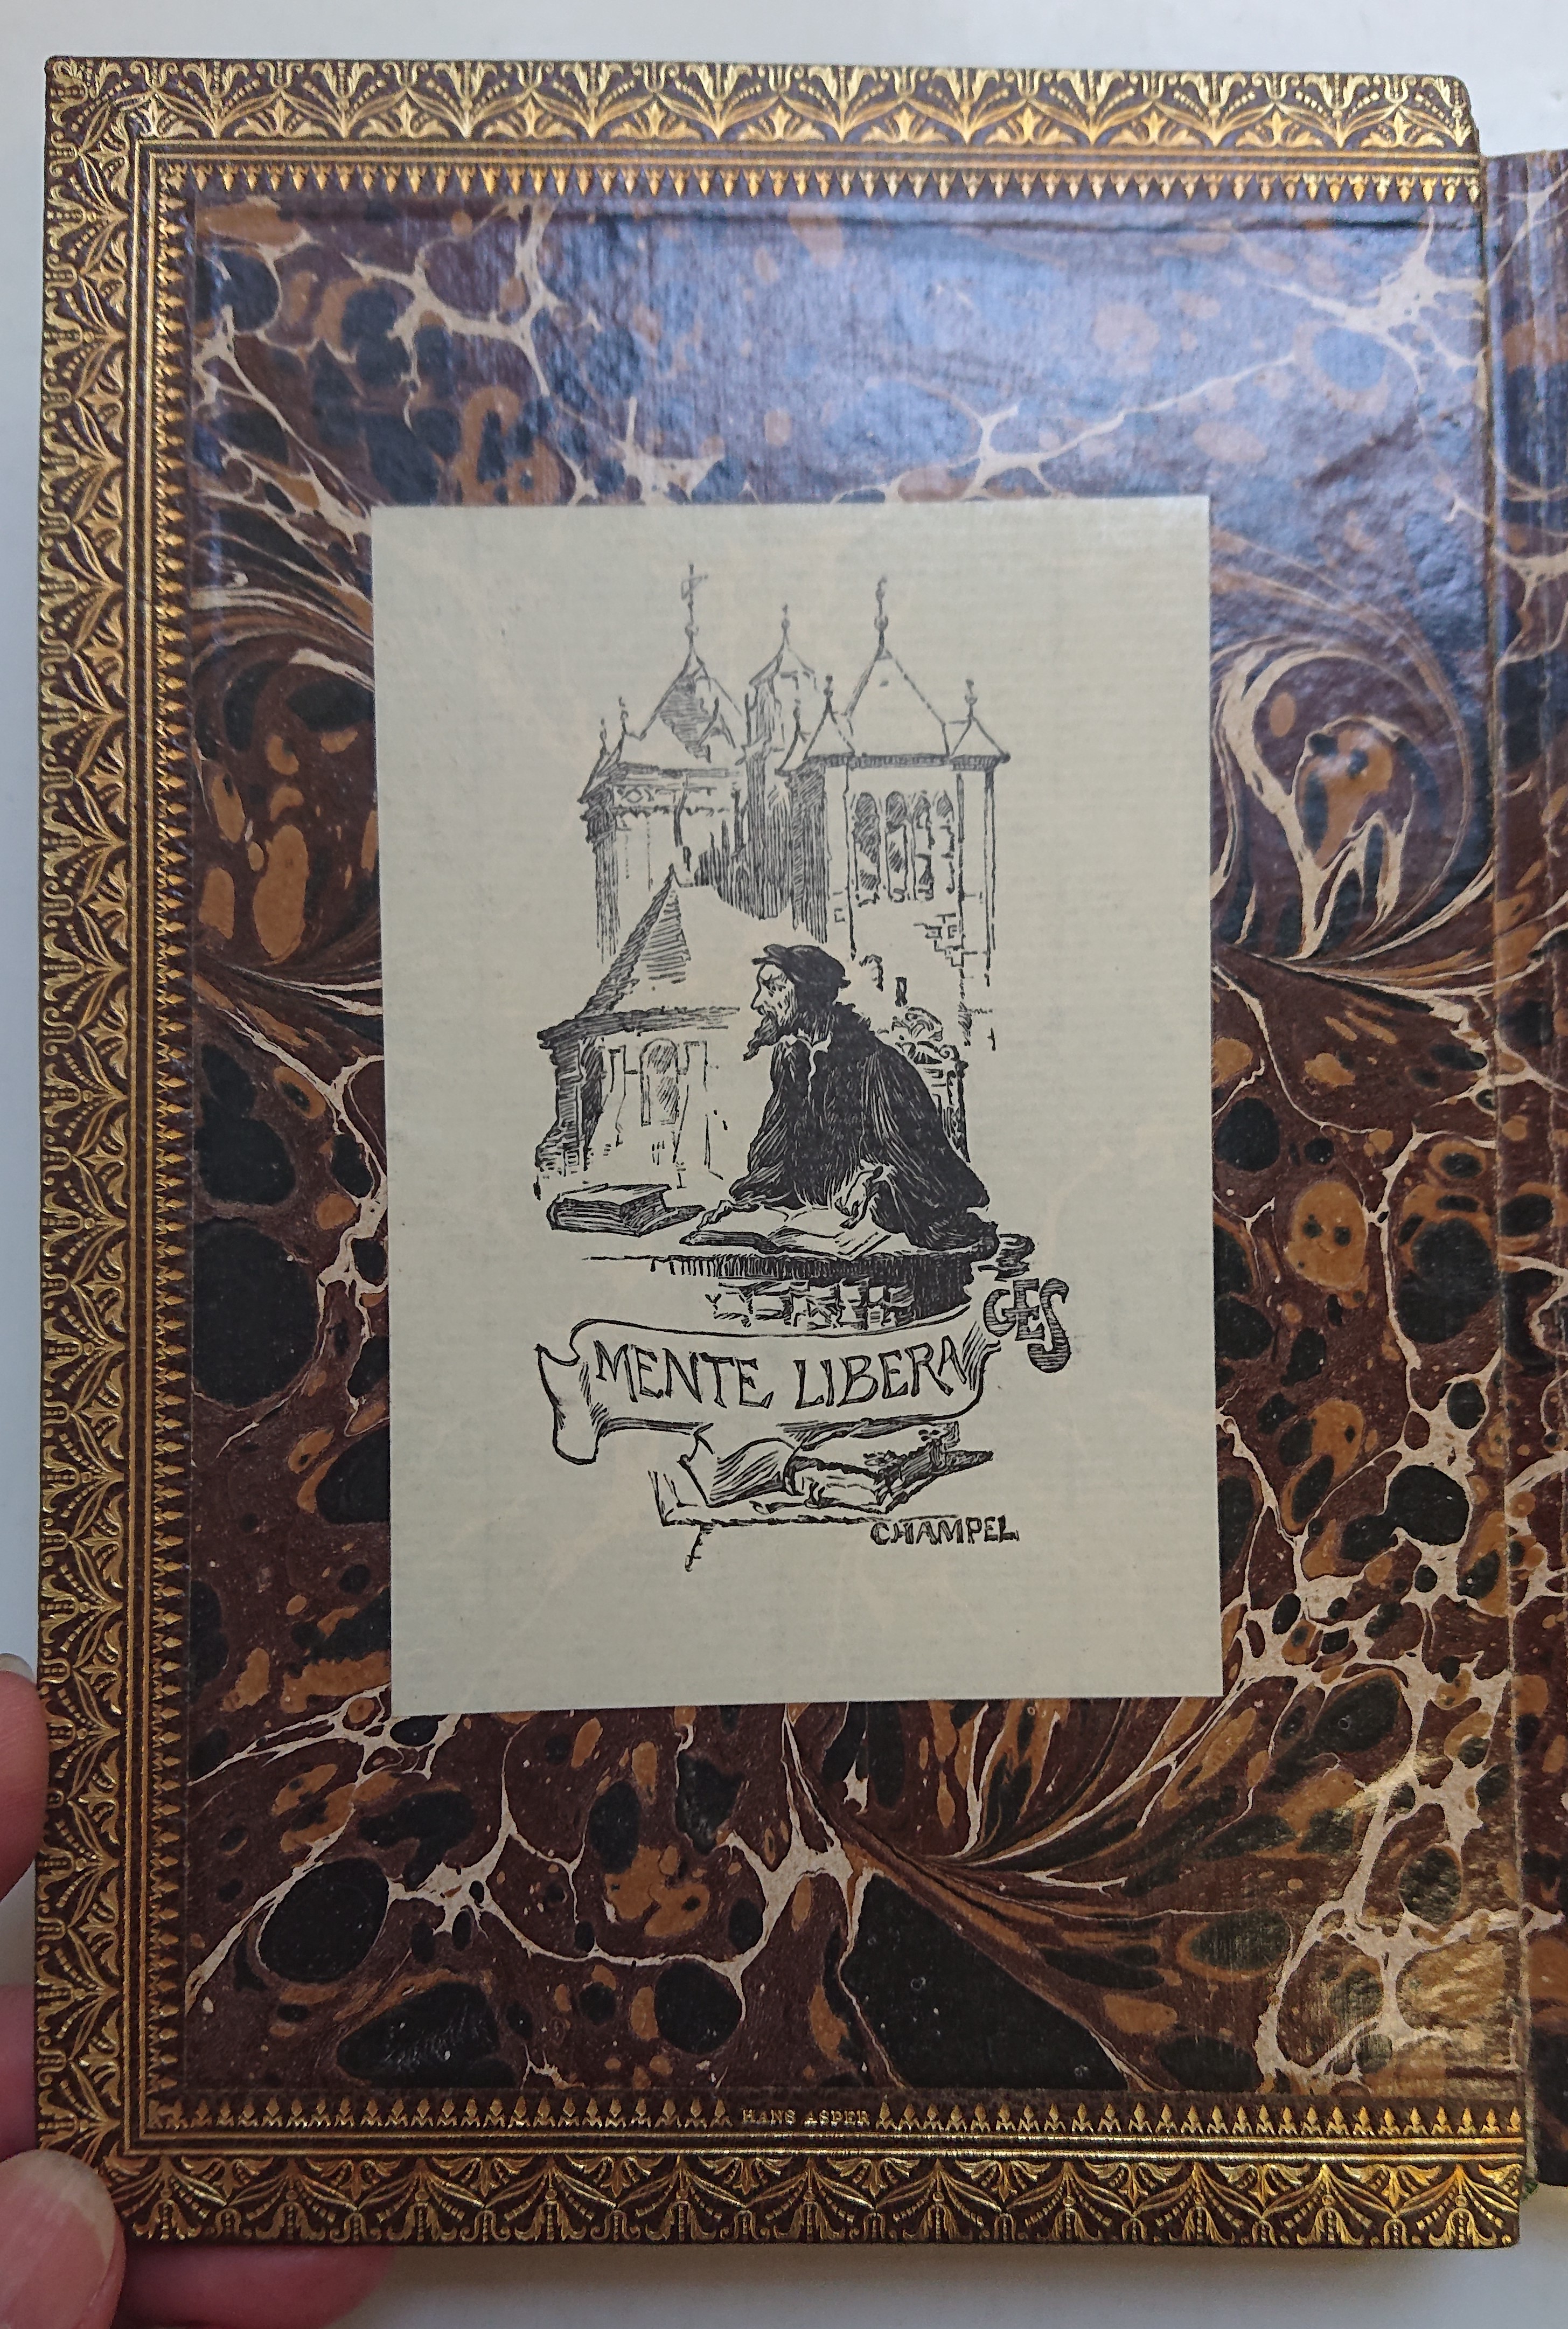 GES
MENTE LIBERA
CHAMPEL
HANS ASPER